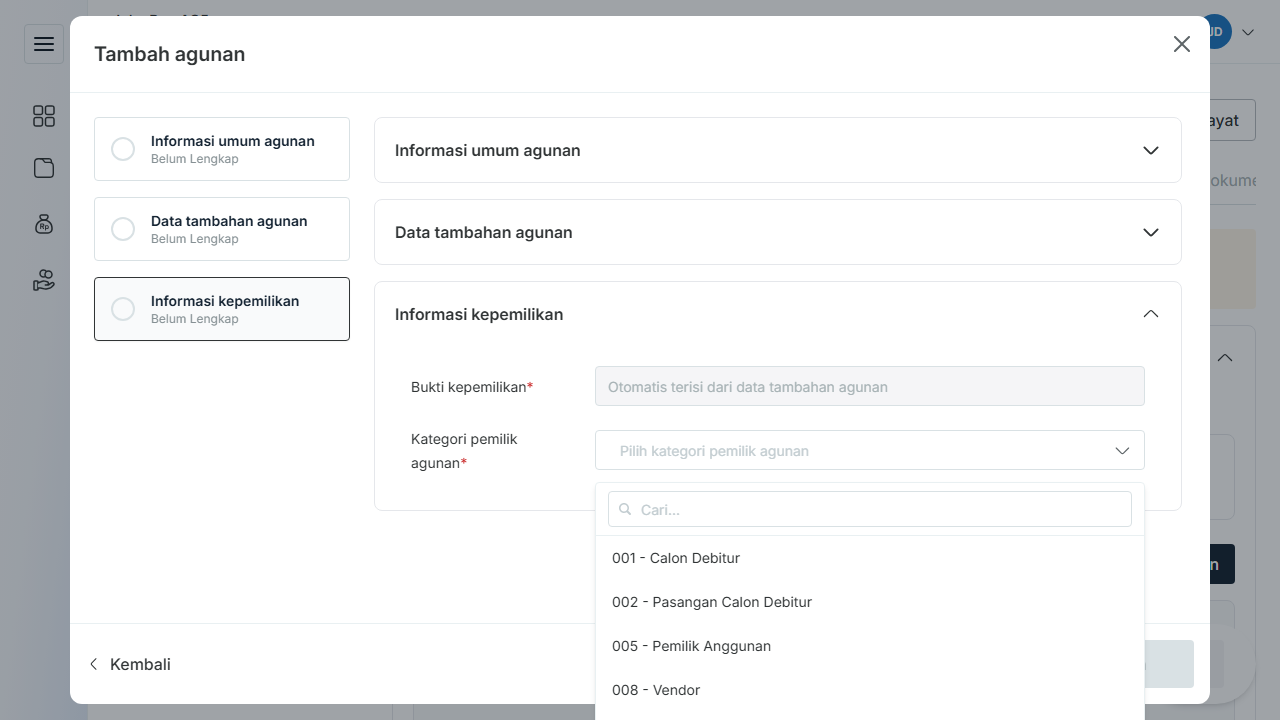 Tambah agunan
JD
ayat
okume
Informasi umum agunan
Belum Lengkap
Data tambahan agunan
Belum Lengkap
Informasi kepemilikan
Belum Lengkap
Informasi umum agunan
Data tambahan agunan
Informasi kepemilikan
Bukti kepemilikan*
Otomatis terisi dari data tambahan agunan
Kategori pemilik
agunan*
Pilih kategori pemilik agunan
Cari...
001 - Calon Debitur
002 - Pasangan Calon Debitur
005 - Pemilik Anggunan
008 - Vendor
n
Kembali
Rp